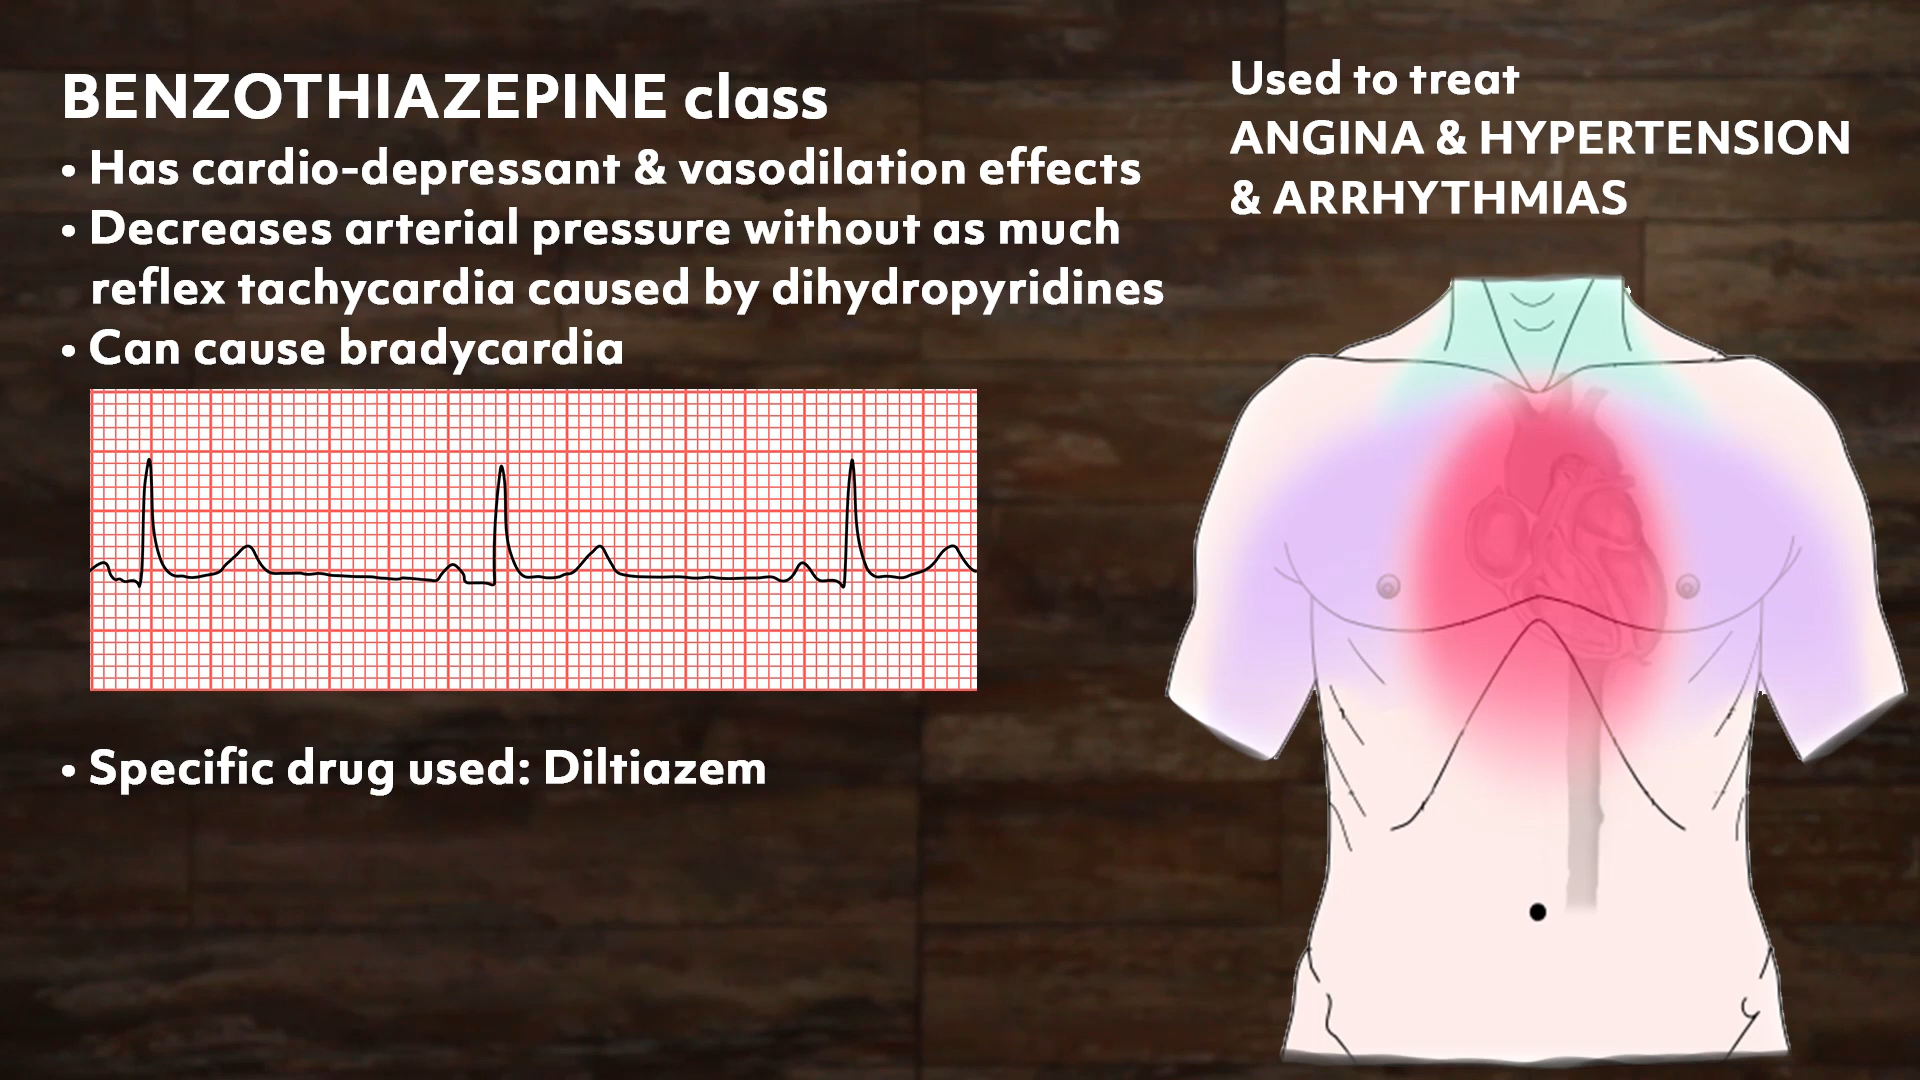 BENZOTHIAZEPINE class
• Has cardio-depressant & vasodilation effects
• Decreases arterial pressure without as much
reflex tachycardia caused by dihydropyridines
• Can cause bradycardia
• Specific drug used: Diltiazem
Used to treat
ANGINA & HYPERTENSION
& ARRHYTHMIAS